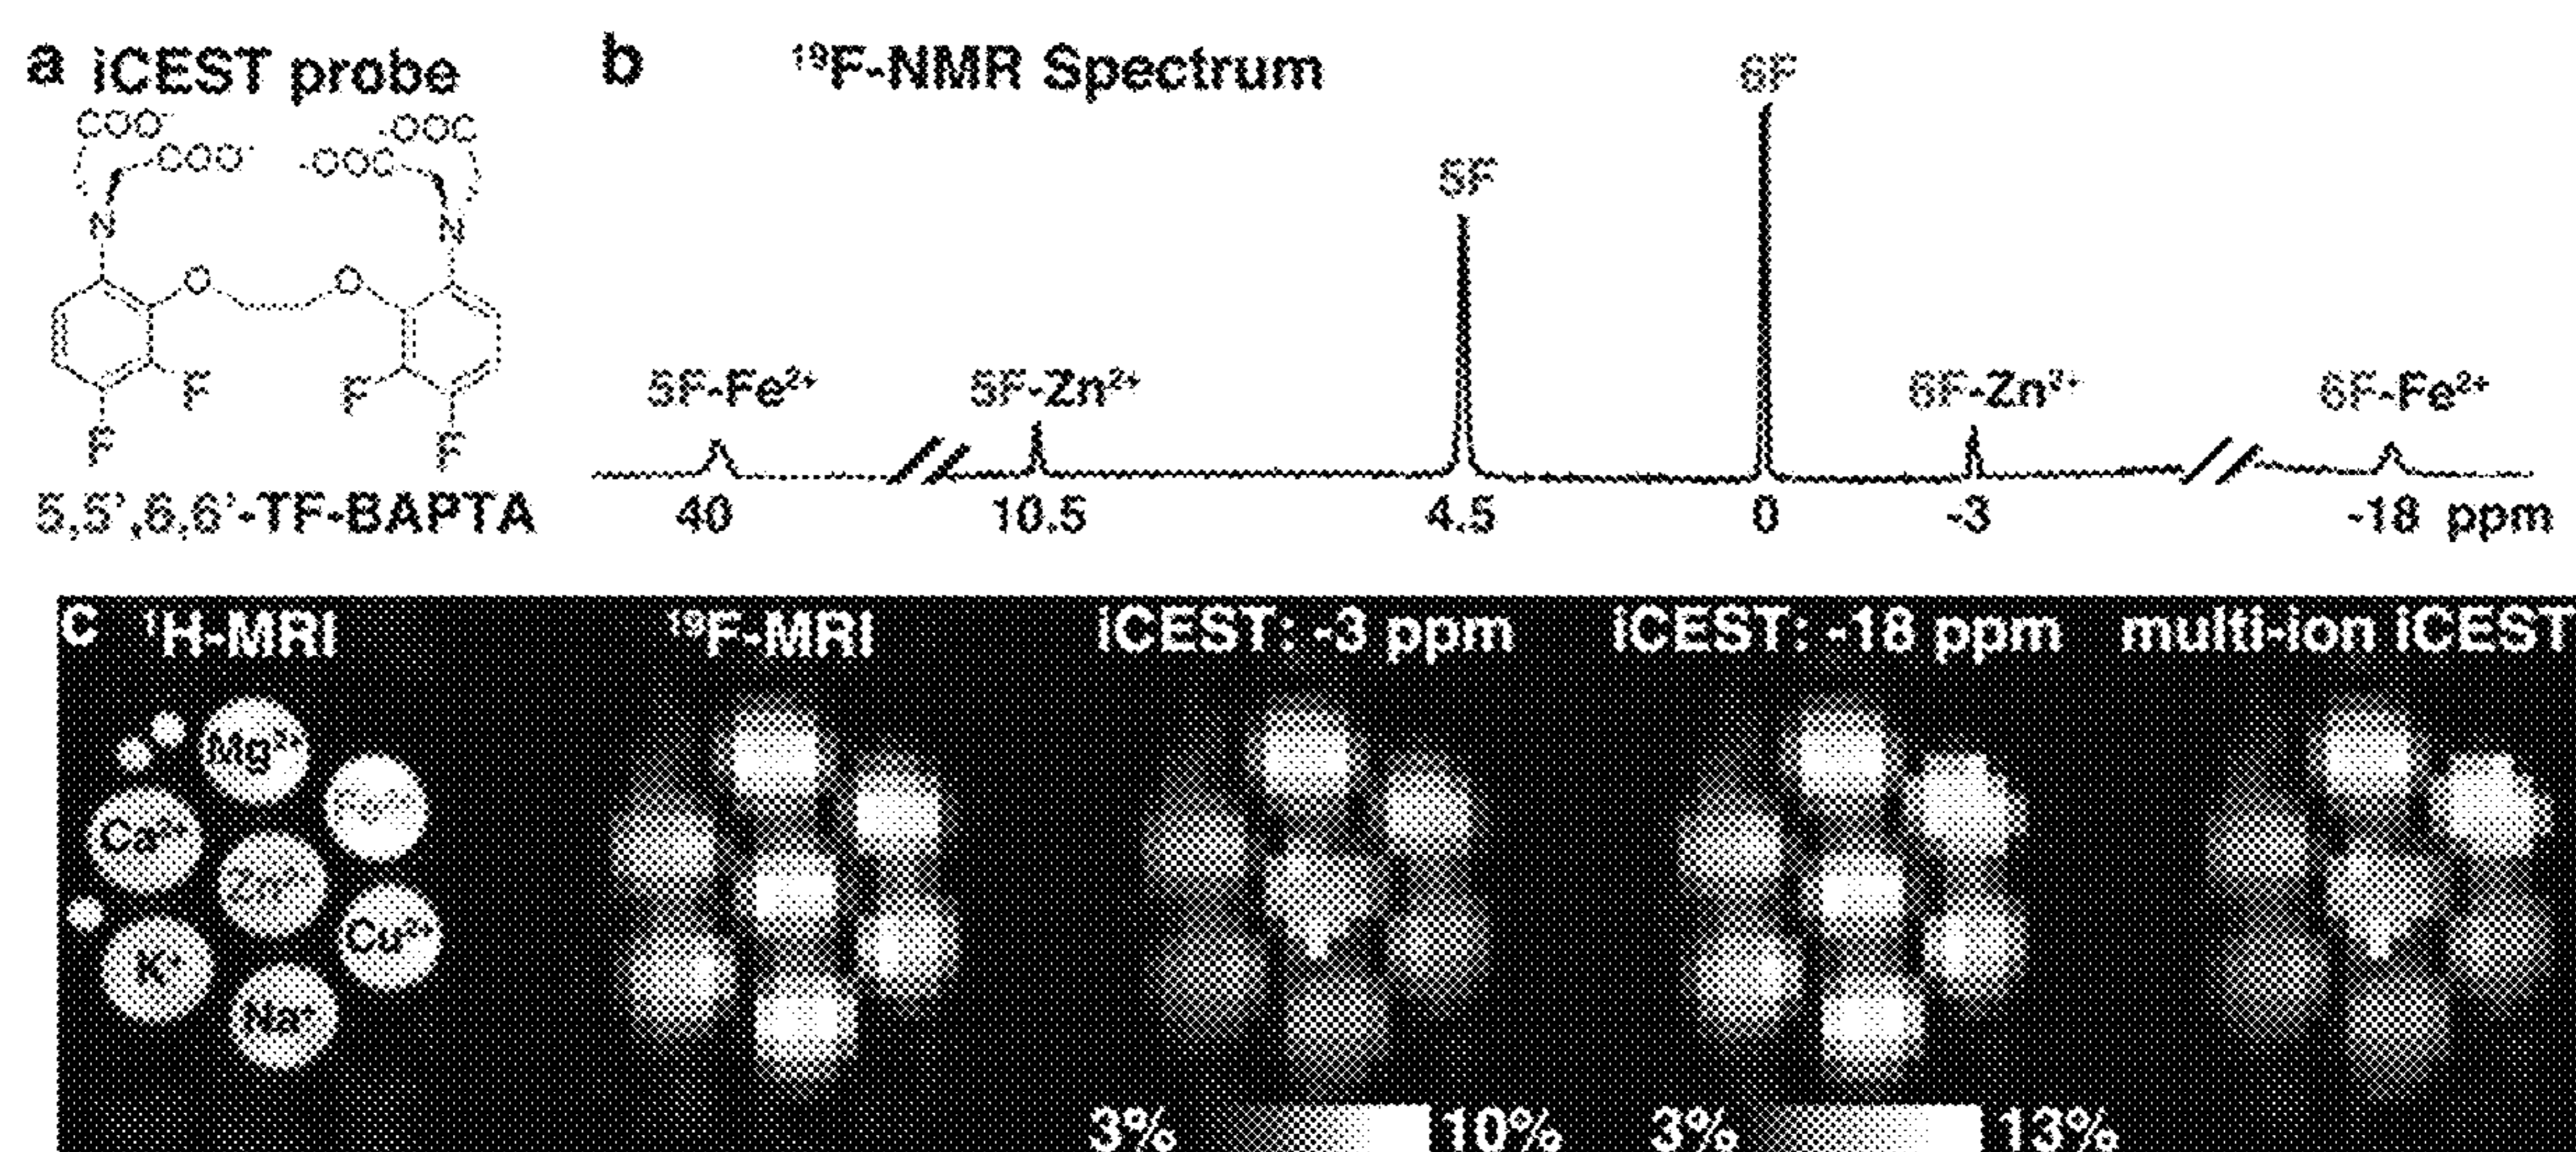 a iCEST probe
COO-
-OOC
COO-
-OOC
N
N
O
O
F
F
F
F
5,5',6,6'-TF-BAPTA
b
19F-NMR Spectrum
6F
5F
5F-Fe2+
5F-Zn2+
6F-Zn2+
6F-Fe2+
40
10.5
4.5
0
-3
-18 ppm
c
1H-MRI
19F-MRI
iCEST: -3 ppm
iCEST: -18 ppm
multi-ion iCEST
Mg2+
Ca2+
Zn2+
K+
Cu2+
Na+
3%
10%
3%
13%